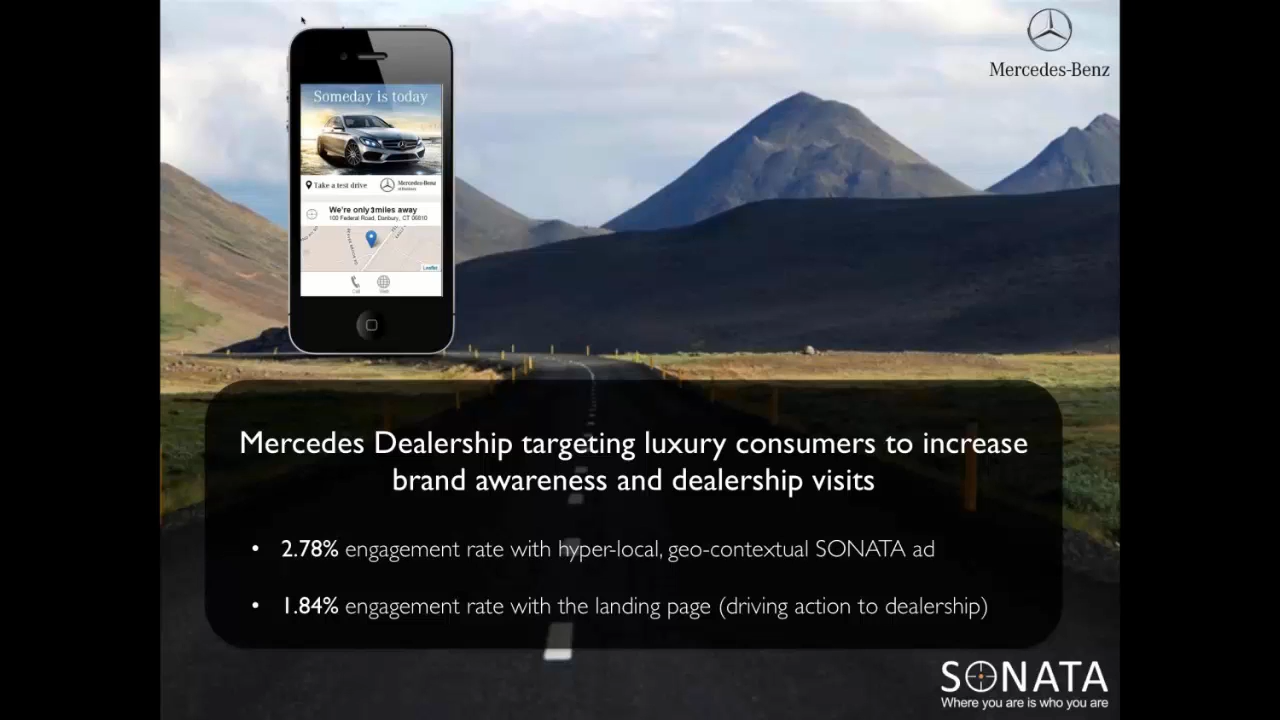 Mercedes-Benz
Someday is today
Take a test drive
Mercedes-Benz
We're only 3 miles away
100 Federal Road, Danbury, CT 06810
Leaflet
Call
Mercedes Dealership targeting luxury consumers to increase
brand awareness and dealership visits
• 2.78% engagement rate with hyper-local, geo-contextual SONATA ad
• 1.84% engagement rate with the landing page (driving action to dealership)
SONATA
Where you are is who you are